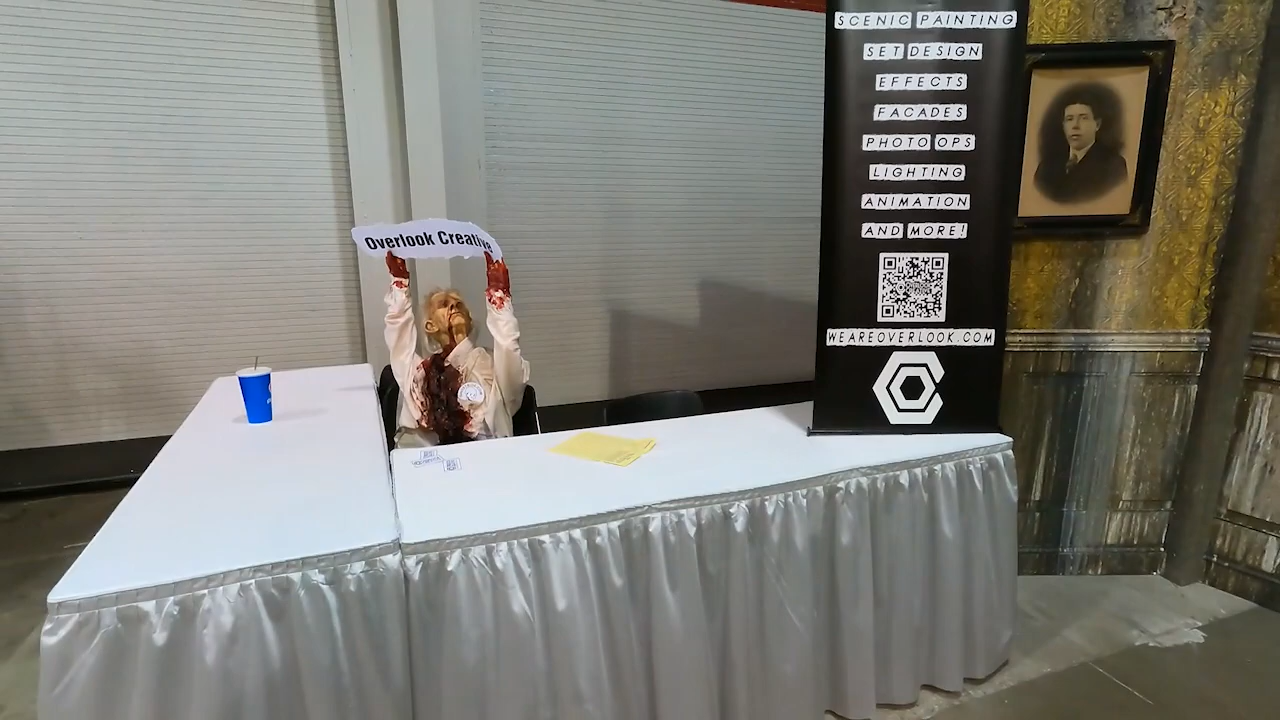 SCENIC PAINTING
SET DESIGN
EFFECTS
FACADES
PHOTO OPS
LIGHTING
ANIMATION
AND MORE!
WEAREOVERLOOK.COM
Overlook Creative